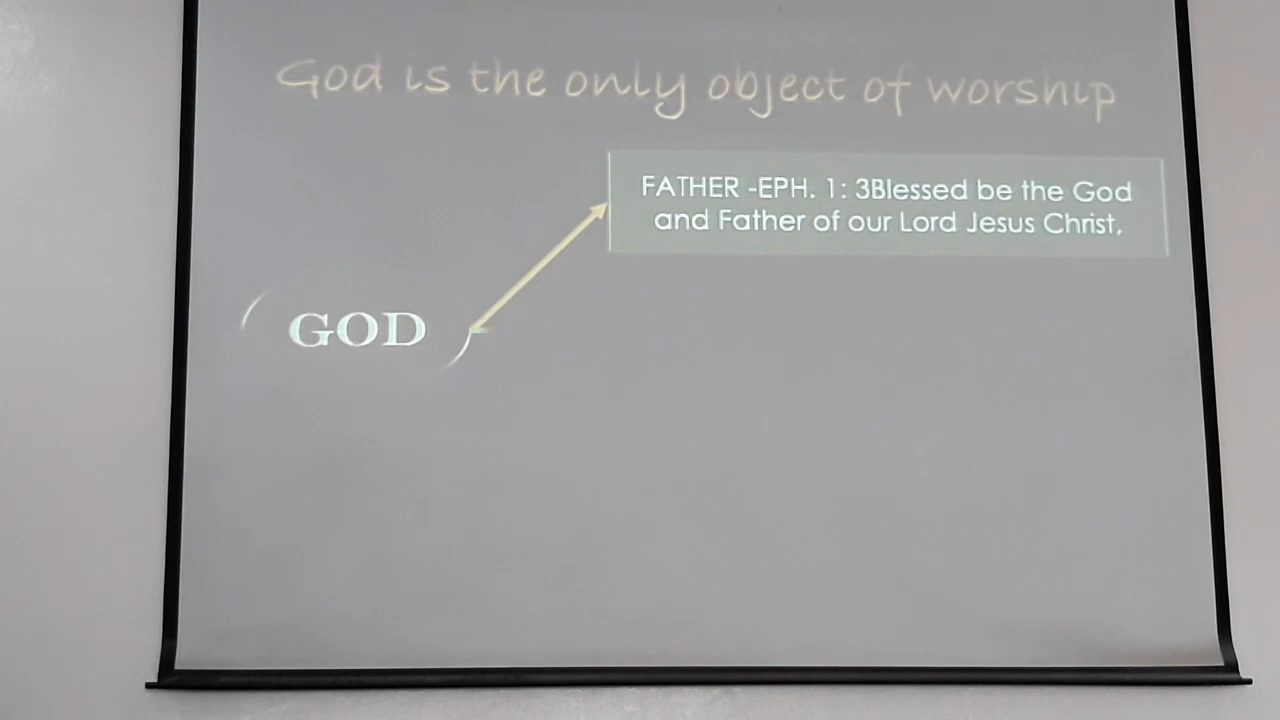 God is the only object of worship
FATHER -EPH. 1: 3Blessed be the God
and Father of our Lord Jesus Christ,
GOD